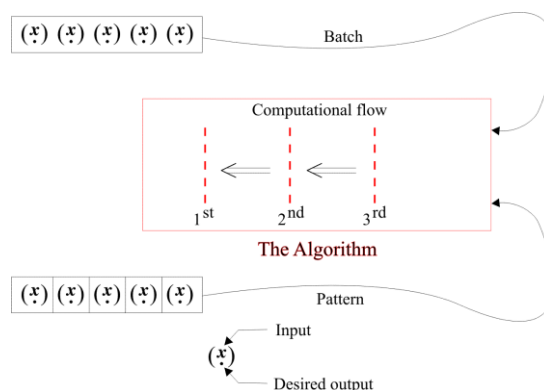 (x.) (x.) (x.) (x.) (x.)
Batch
Computational flow
1st 2nd 3rd
The Algorithm
(x.) (x.) (x.) (x.) (x.)
Pattern
Input
(x.)
Desired output